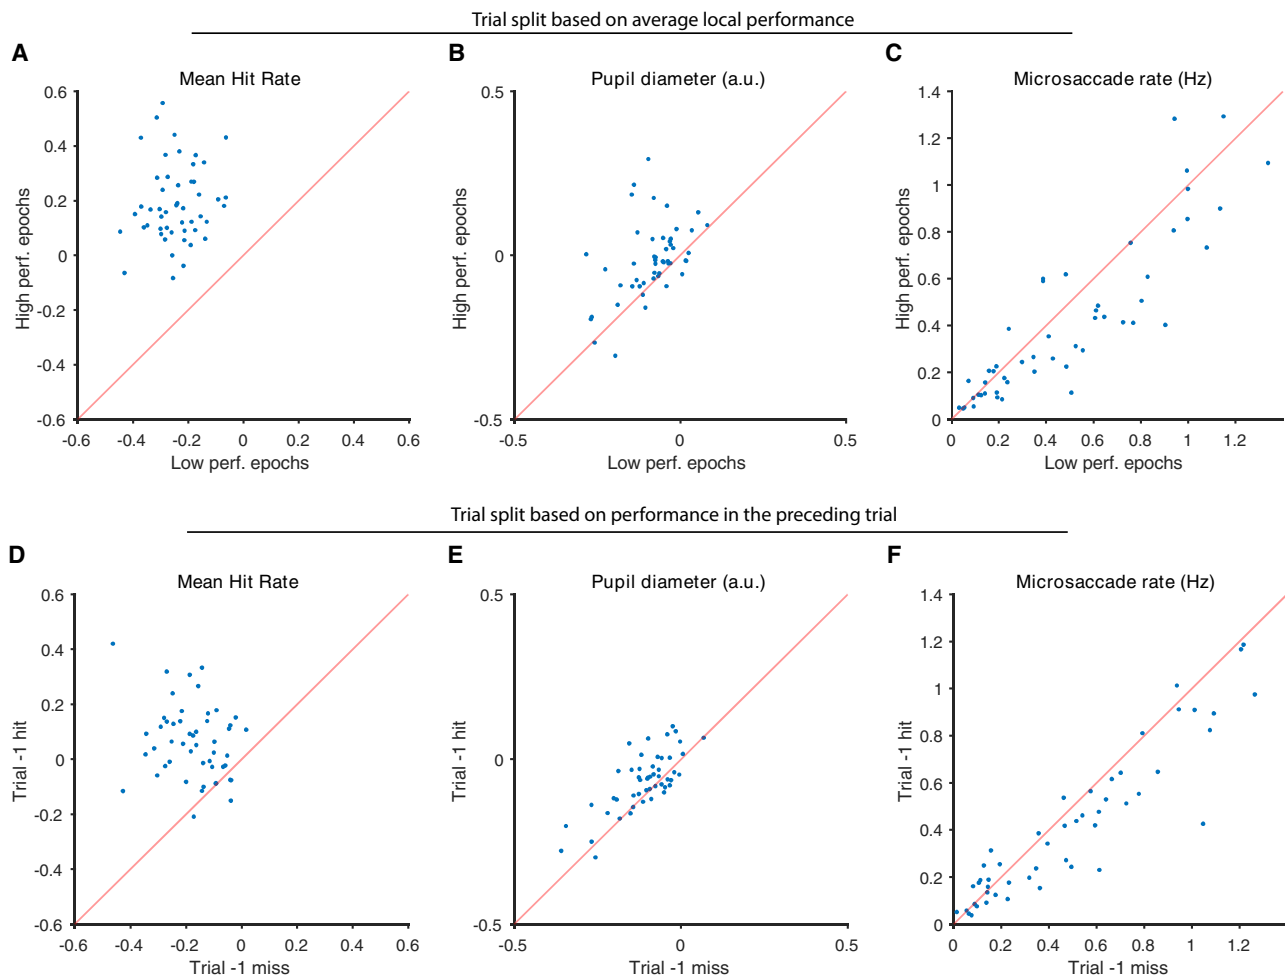 Trial split based on average local performance
A
B
C
Mean Hit Rate
Pupil diameter (a.u.)
Microsaccade rate (Hz)
High perf. epochs
0.6
0.4
0.2
0
-0.2
-0.4
-0.6
-0.6
-0.4
-0.2
0
0.2
0.4
0.6
Low perf. epochs
High perf. epochs
0.5
0
-0.5
-0.5
0
0.5
Low perf. epochs
High perf. epochs
1.4
1.2
1
0.8
0.6
0.4
0.2
0
0
0.2
0.4
0.6
0.8
1
1.2
Low perf. epochs
Trial split based on performance in the preceding trial
D
E
F
Mean Hit Rate
Pupil diameter (a.u.)
Microsaccade rate (Hz)
Trial -1 hit
0.6
0.4
0.2
0
-0.2
-0.4
-0.6
-0.6
-0.4
-0.2
0
0.2
0.4
0.6
Trial -1 miss
Trial -1 hit
0.5
0
-0.5
-0.5
0
0.5
Trial -1 miss
Trial -1 hit
1.4
1.2
1
0.8
0.6
0.4
0.2
0
0
0.2
0.4
0.6
0.8
1
1.2
Trial -1 miss